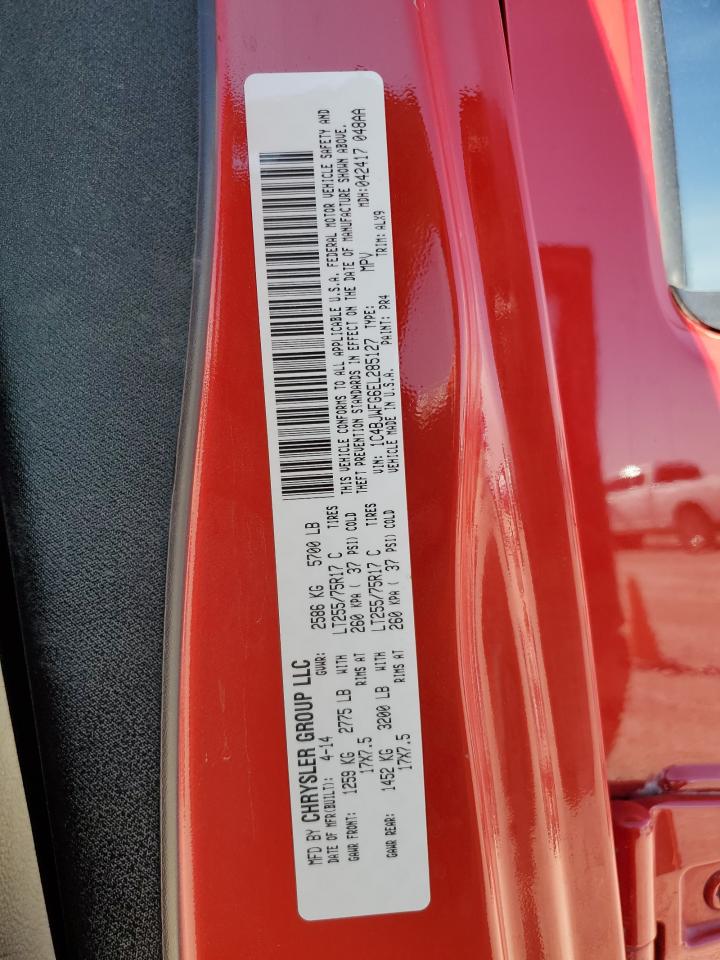 MFD BY CHRYSLER GROUP LLC
DATE OF MFR(BUILT): 4-14 GVWR: 2586 KG 5700 LB
GAWR FRONT: 1259 KG 2775 LB WITH LT255/75R17 C TIRES
17X7.5 RIMS AT 260 KPA ( 37 PSI) COLD
GAWR REAR: 1452 KG 3200 LB WITH LT255/75R17 C TIRES
17X7.5 RIMS AT 260 KPA ( 37 PSI) COLD
THIS VEHICLE CONFORMS TO ALL APPLICABLE U.S.A. FEDERAL MOTOR VEHICLE SAFETY AND
THEFT PREVENTION STANDARDS IN EFFECT ON THE DATE OF MANUFACTURE SHOWN ABOVE.
VIN: 1C4BJWFG6EL285127 TYPE: MPV MDH:042417 048AA
VEHICLE MADE IN U.S.A. PAINT: PR4 TRIM:ALX9